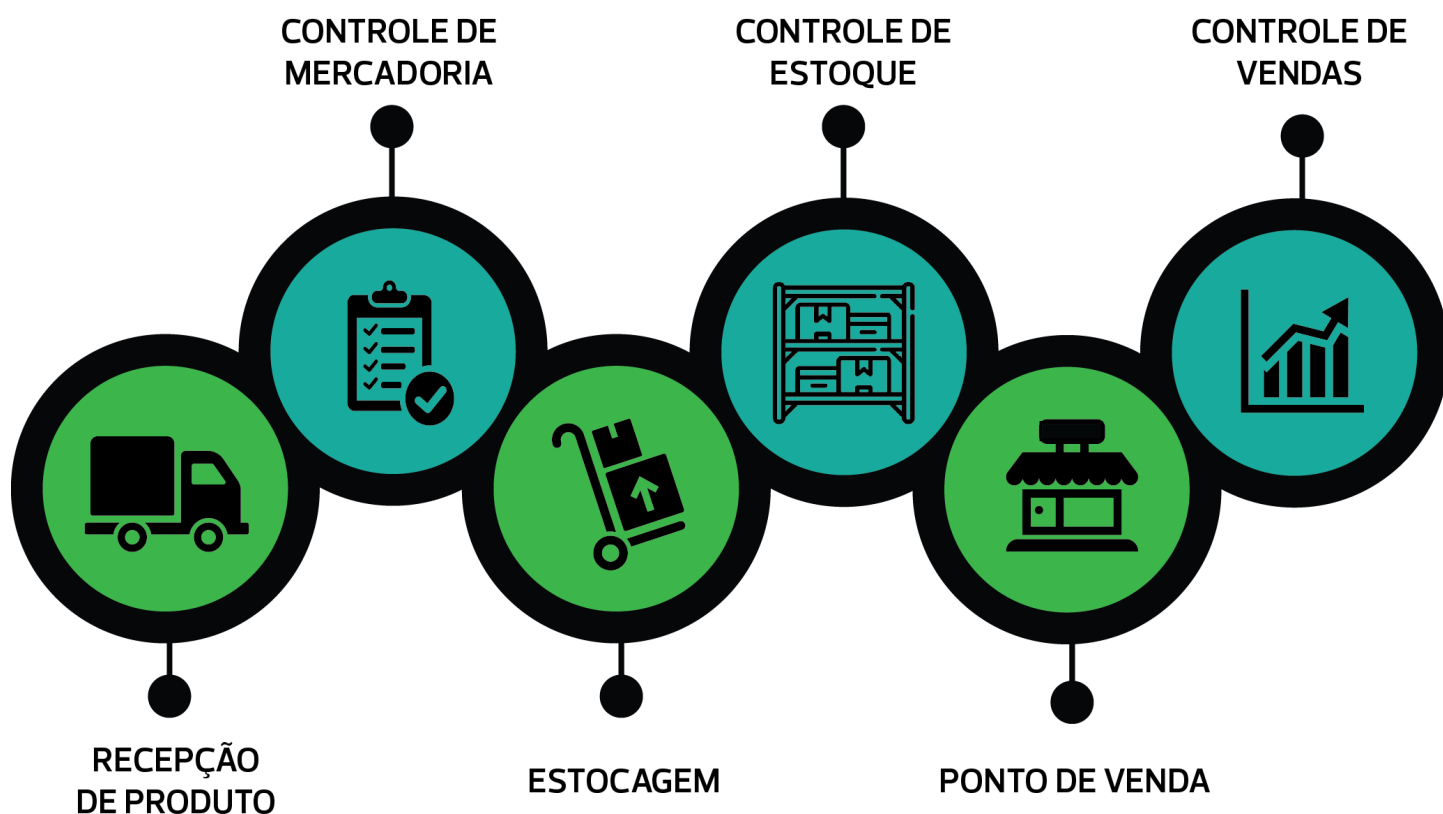 CONTROLE DE
MERCADORIA
CONTROLE DE
ESTOQUE
CONTROLE DE
VENDAS
RECEPÇÃO
DE PRODUTO
ESTOCAGEM
PONTO DE VENDA